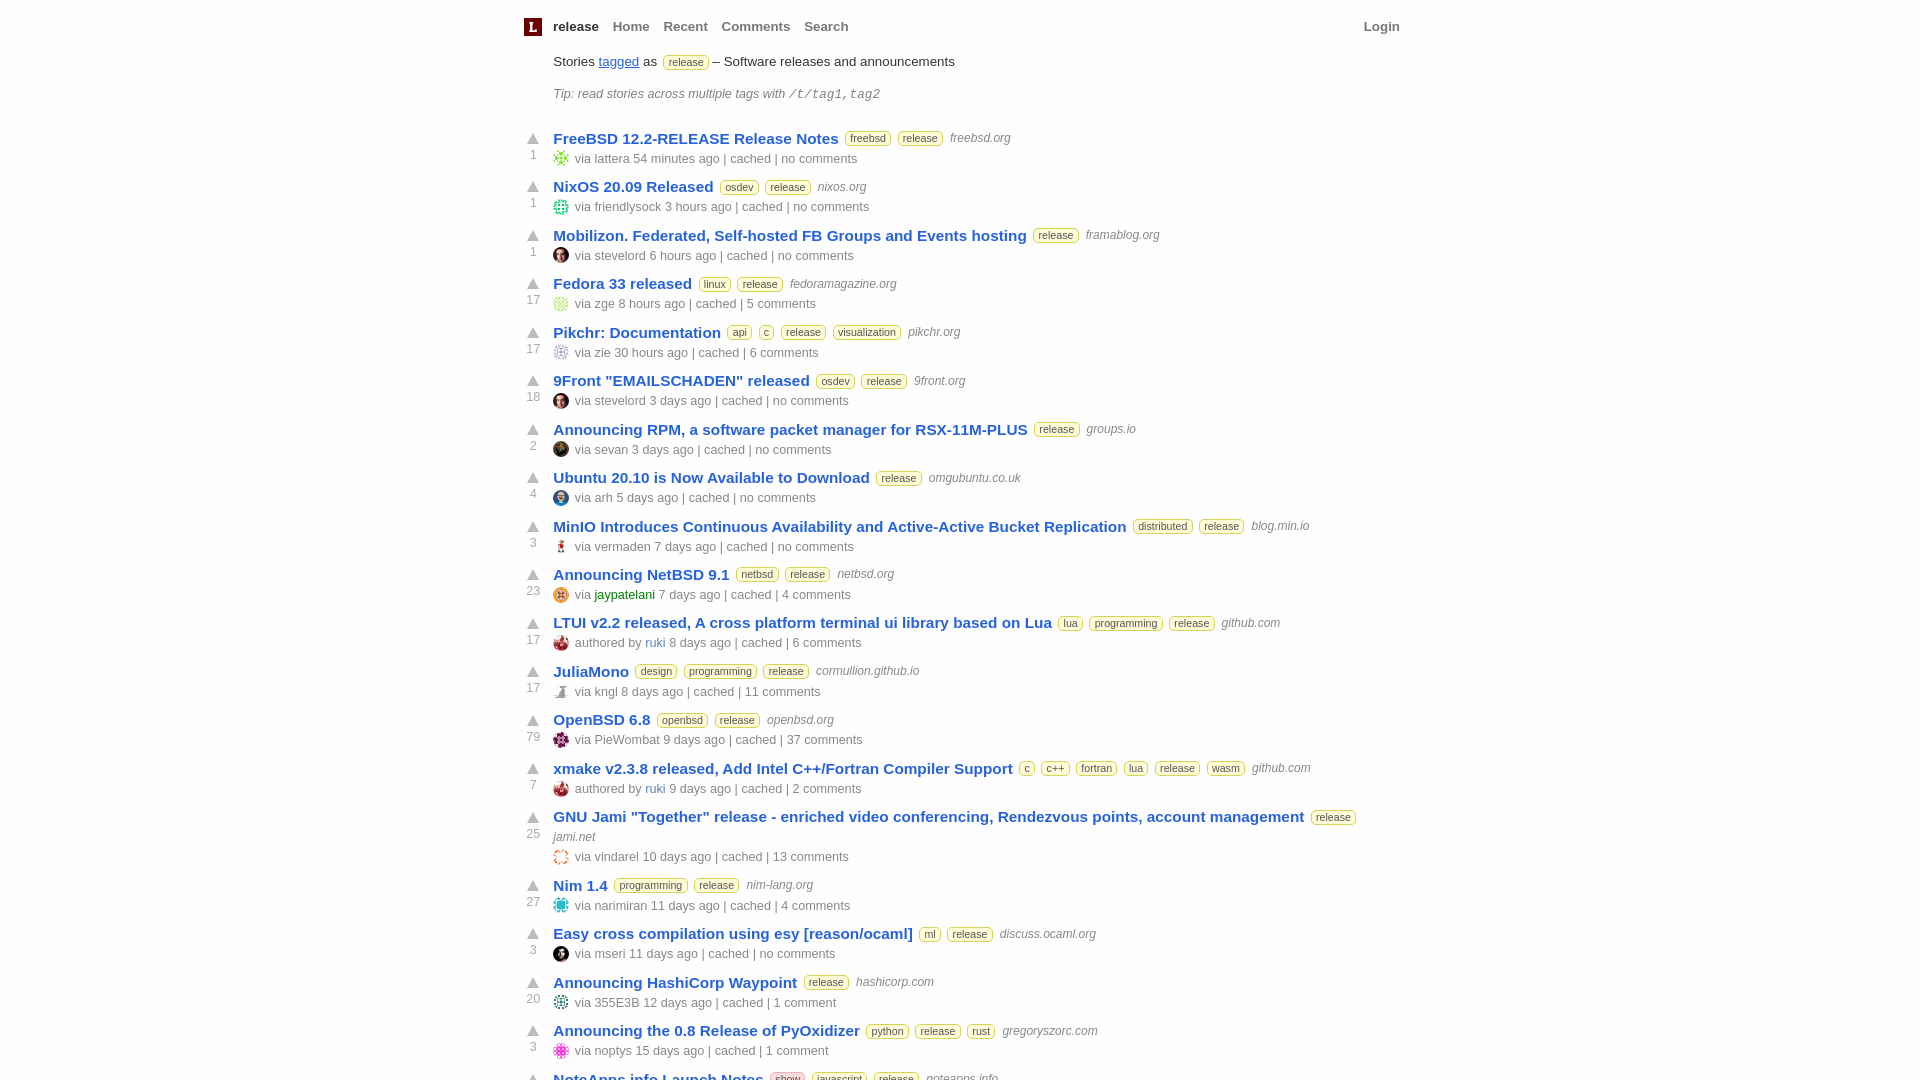 L release Home Recent Comments Search Login
Stories tagged as release – Software releases and announcements
Tip: read stories across multiple tags with /t/tag1,tag2
FreeBSD 12.2-RELEASE Release Notes freebsd release freebsd.org
1 via lattera 54 minutes ago | cached | no comments
NixOS 20.09 Released osdev release nixos.org
1 via friendlysock 3 hours ago | cached | no comments
Mobilizon. Federated, Self-hosted FB Groups and Events hosting release framablog.org
1 via stevelord 6 hours ago | cached | no comments
Fedora 33 released linux release fedoramagazine.org
17 via zge 8 hours ago | cached | 5 comments
Pikchr: Documentation api c release visualization pikchr.org
17 via zie 30 hours ago | cached | 6 comments
9Front "EMAILSCHADEN" released osdev release 9front.org
18 via stevelord 3 days ago | cached | no comments
Announcing RPM, a software packet manager for RSX-11M-PLUS release groups.io
2 via sevan 3 days ago | cached | no comments
Ubuntu 20.10 is Now Available to Download release omgubuntu.co.uk
4 via arh 5 days ago | cached | no comments
MinIO Introduces Continuous Availability and Active-Active Bucket Replication distributed release blog.min.io
3 via vermaden 7 days ago | cached | no comments
Announcing NetBSD 9.1 netbsd release netbsd.org
23 via jaypatelani 7 days ago | cached | 4 comments
LTUI v2.2 released, A cross platform terminal ui library based on Lua lua programming release github.com
17 authored by ruki 8 days ago | cached | 6 comments
JuliaMono design programming release cormullion.github.io
17 via kngl 8 days ago | cached | 11 comments
OpenBSD 6.8 openbsd release openbsd.org
79 via PieWombat 9 days ago | cached | 37 comments
xmake v2.3.8 released, Add Intel C++/Fortran Compiler Support c c++ fortran lua release wasm github.com
7 authored by ruki 9 days ago | cached | 2 comments
GNU Jami "Together" release - enriched video conferencing, Rendezvous points, account management release
25 jami.net
via vindarel 10 days ago | cached | 13 comments
Nim 1.4 programming release nim-lang.org
27 via narimiran 11 days ago | cached | 4 comments
Easy cross compilation using esy [reason/ocaml] ml release discuss.ocaml.org
3 via mseri 11 days ago | cached | no comments
Announcing HashiCorp Waypoint release hashicorp.com
20 via 355E3B 12 days ago | cached | 1 comment
Announcing the 0.8 Release of PyOxidizer python release rust gregoryszorc.com
3 via noptys 15 days ago | cached | 1 comment
NoteApps.info Launch Notes show javascript release noteapps.info